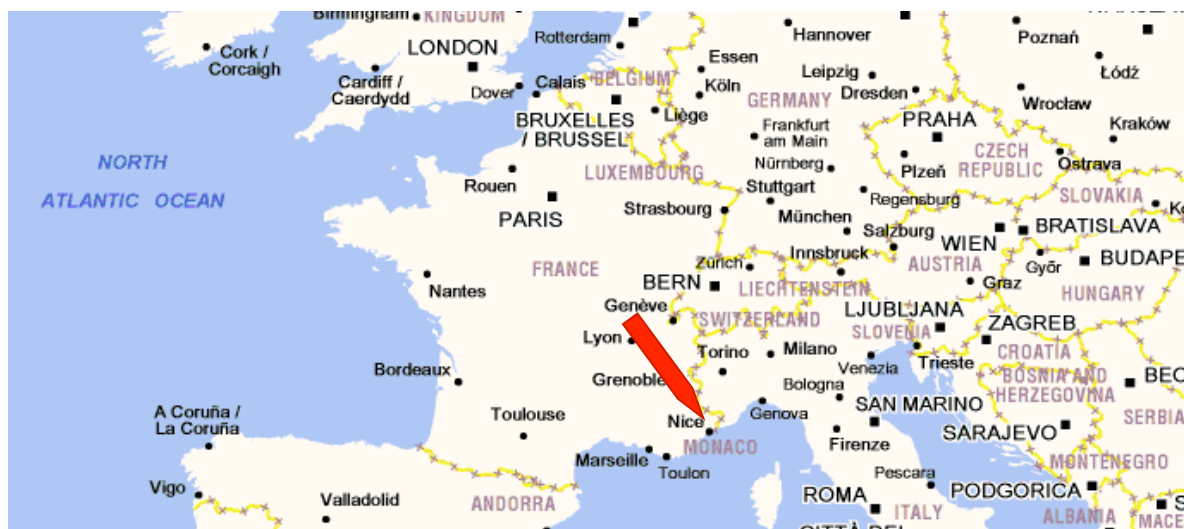 Birmingham
KINGDOM
Cork /
Corcaigh
LONDON
Cardiff /
Caerdydd
Dover
Calais
Rotterdam
BELGIUM
BRUXELLES
/ BRUSSEL
Liège
Essen
Köln
Hannover
GERMANY
Leipzig
Dresden
Frankfurt
am Main
Nürnberg
Poznań
Łódź
Wrocław
PRAHA
Kraków
CZECH
REPUBLIC
Plzeň
Ostrava
SLOVAKIA
NORTH
ATLANTIC OCEAN
Rouen
PARIS
LUXEMBOURG
Strasbourg
Stuttgart
München
Regensburg
Salzburg
WIEN
BRATISLAVA
Innsbruck
AUSTRIA
Győr
Graz
HUNGARY
FRANCE
Nantes
BERN
Zürich
LIECHTENSTEIN
Genève
SWITZERLAND
LJUBLJANA
SLOVENIA
ZAGREB
CROATIA
Lyon
Torino
Milano
Venezia
Trieste
BOSNIA AND
HERZEGOVINA
Bordeaux
Grenoble
Bologna
SERBIA
A Coruña /
La Coruña
Toulouse
Nice
MONACO
Genova
SAN MARINO
Firenze
SARAJEVO
Marseille
Toulon
MONTENEGRO
Vigo
Valladolid
ANDORRA
Pescara
ROMA
ITALY
PODGORICA
ALBANIA